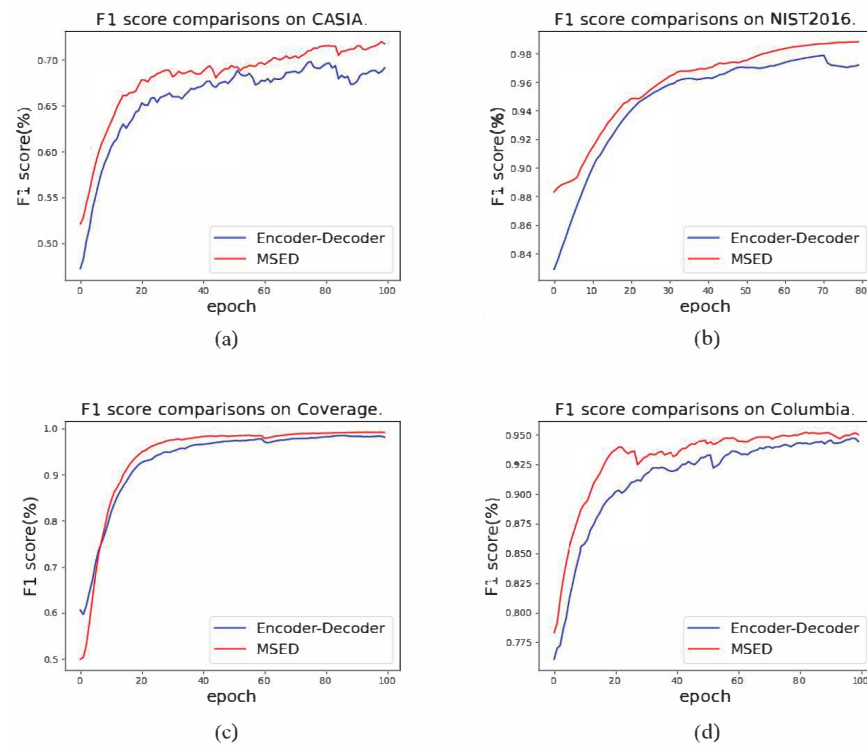 F1 score comparisons on CASIA.
F1 score(%)
0.70
0.65
0.60
0.55
0.50
Encoder-Decoder
MSED
0 20 40 60 80 100
epoch
(a)
F1 score comparisons on NIST2016.
F1 score(%)
0.98
0.96
0.94
0.92
0.90
0.88
0.86
0.84
Encoder-Decoder
MSED
0 10 20 30 40 50 60 70 80
epoch
(b)
F1 score comparisons on Coverage.
F1 score(%)
1.0
0.9
0.8
0.7
0.6
0.5
Encoder-Decoder
MSED
0 20 40 60 80 100
epoch
(c)
F1 score comparisons on Columbia.
F1 score(%)
0.950
0.925
0.900
0.875
0.850
0.825
0.800
0.775
Encoder-Decoder
MSED
0 20 40 60 80 100
epoch
(d)